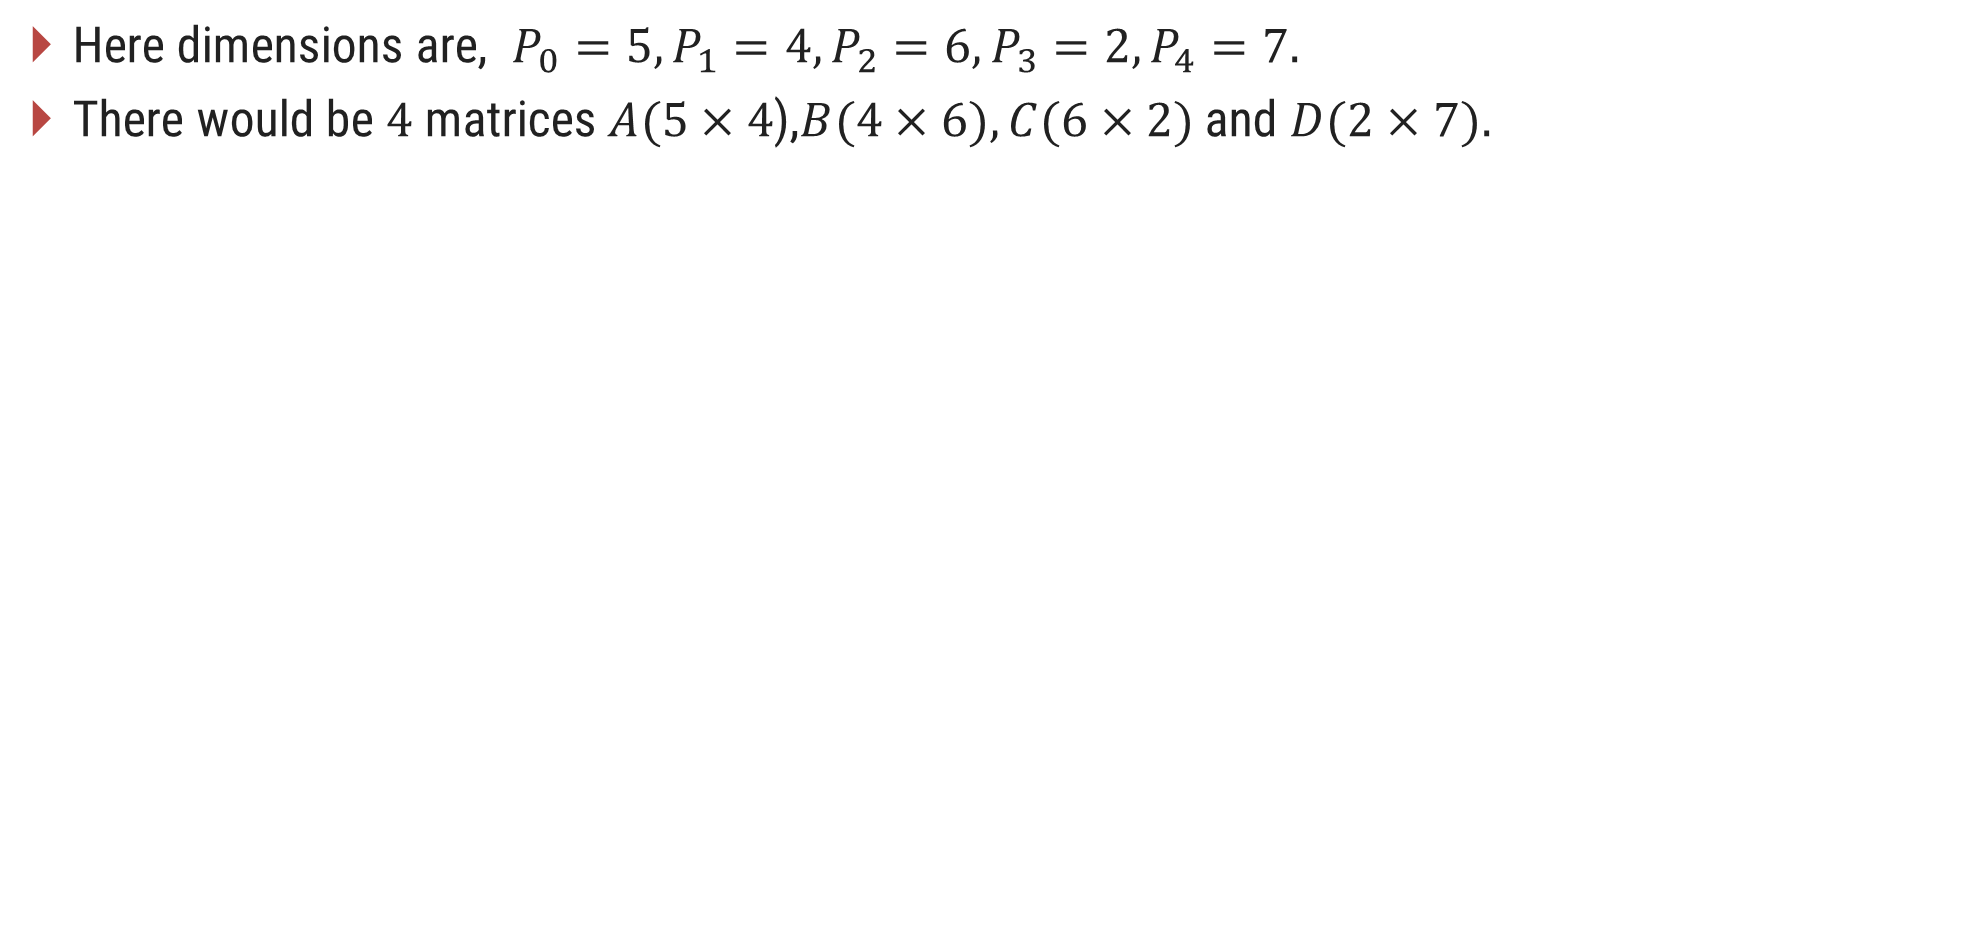 Here dimensions are, P₀ = 5, P₁ = 4, P₂ = 6, P₃ = 2, P₄ = 7.
There would be 4 matrices A(5 × 4),B(4 × 6), C(6 × 2) and D(2 × 7).